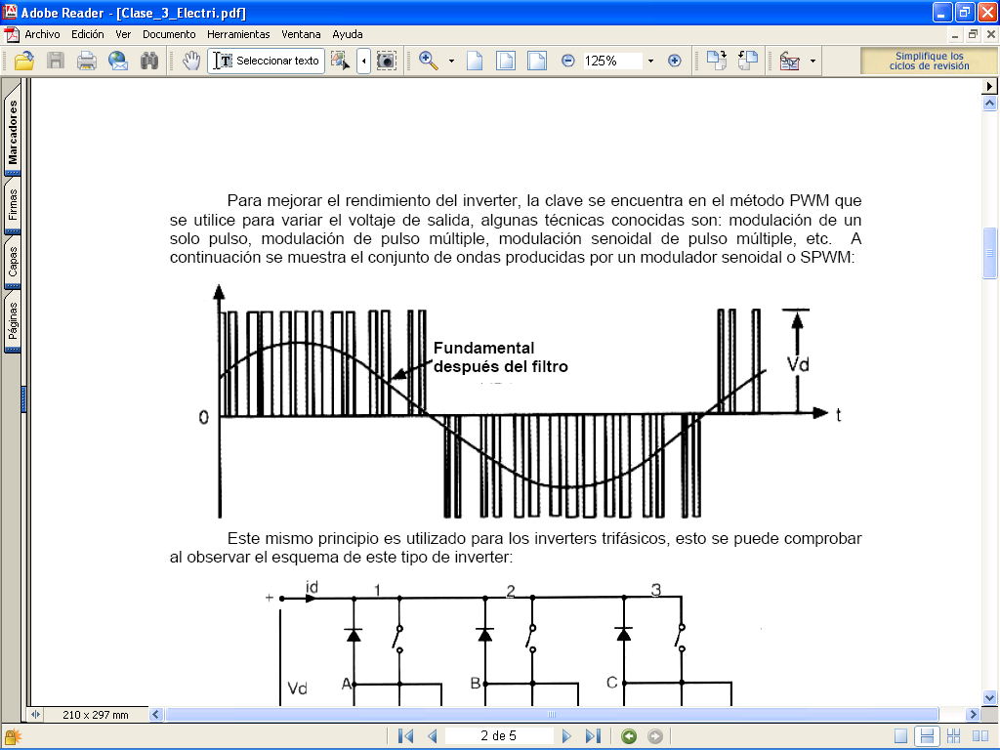 Adobe Reader - [Clase_3_Electri.pdf]
Archivo Edición Ver Documento Herramientas Ventana Ayuda
Seleccionar texto
125%
Simplifique los
ciclos de revisión
Marcadores
Firmas
Capas
Páginas
Para mejorar el rendimiento del inverter, la clave se encuentra en el método PWM que
se utilice para variar el voltaje de salida, algunas técnicas conocidas son: modulación de un
solo pulso, modulación de pulso múltiple, modulación senoidal de pulso múltiple, etc. A
continuación se muestra el conjunto de ondas producidas por un modulador senoidal o SPWM:
Fundamental
después del filtro
Vd
0
t
Este mismo principio es utilizado para los inverters trifásicos, esto se puede comprobar
al observar el esquema de este tipo de inverter:
+ id 1 2 3
Vd A B C
210 x 297 mm
2 de 5